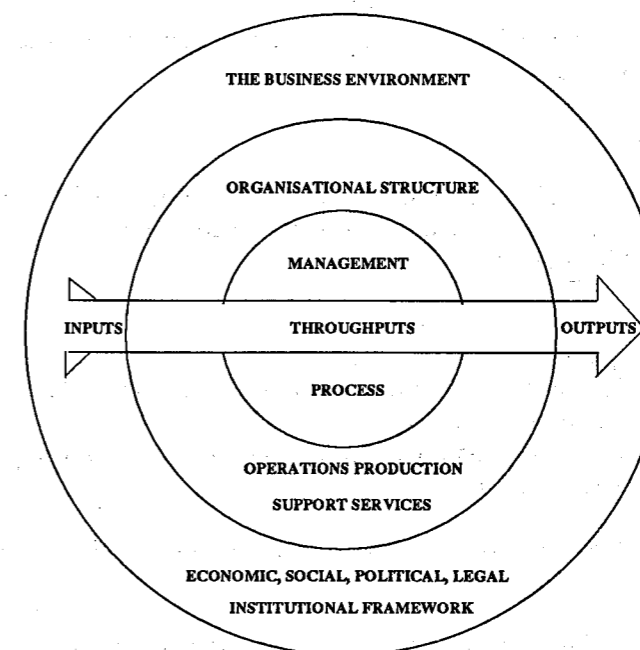 THE BUSINESS ENVIRONMENT
ORGANISATIONAL STRUCTURE
MANAGEMENT
INPUTS THROUGHPUTS OUTPUTS
PROCESS
OPERATIONS PRODUCTION
SUPPORT SERVICES
ECONOMIC, SOCIAL, POLITICAL, LEGAL
INSTITUTIONAL FRAMEWORK